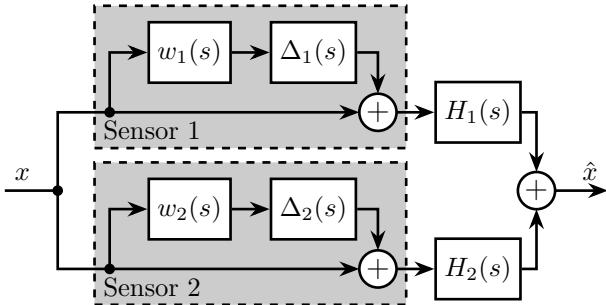 w₁(s) Δ₁(s)
+ H₁(s)
Sensor 1
x x̂
+
w₂(s) Δ₂(s)
+ H₂(s)
Sensor 2